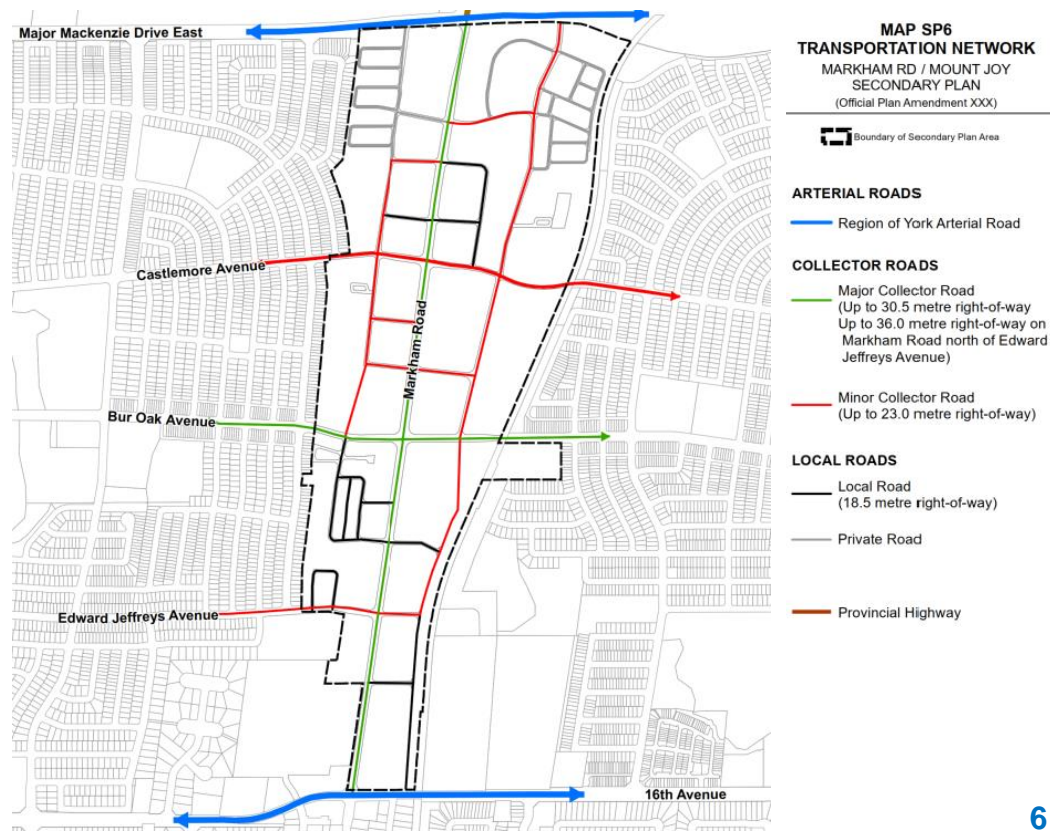 Major Mackenzie Drive East
Castlemore Avenue
Markham Road
Bur Oak Avenue
Edward Jeffreys Avenue
16th Avenue
MAP SP6
TRANSPORTATION NETWORK
MARKHAM RD / MOUNT JOY
SECONDARY PLAN
(Official Plan Amendment XXX)
Boundary of Secondary Plan Area
ARTERIAL ROADS
Region of York Arterial Road
COLLECTOR ROADS
Major Collector Road
(Up to 30.5 metre right-of-way
Up to 36.0 metre right-of-way on
Markham Road north of Edward
Jeffreys Avenue)
Minor Collector Road
(Up to 23.0 metre right-of-way)
LOCAL ROADS
Local Road
(18.5 metre right-of-way)
Private Road
Provincial Highway
6